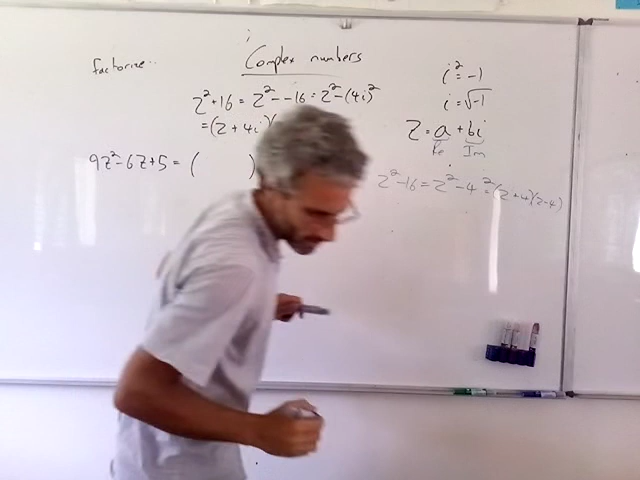 factorize..
Complex numbers
z²+16 = z²--16 = z²-(4i)²
=(z+4i)(
9z²-6z+5 = (      )
i²=-1
i=√-1
z = a + bi
Re Im
z²-16 = z²-4² = (z+4)(z-4)